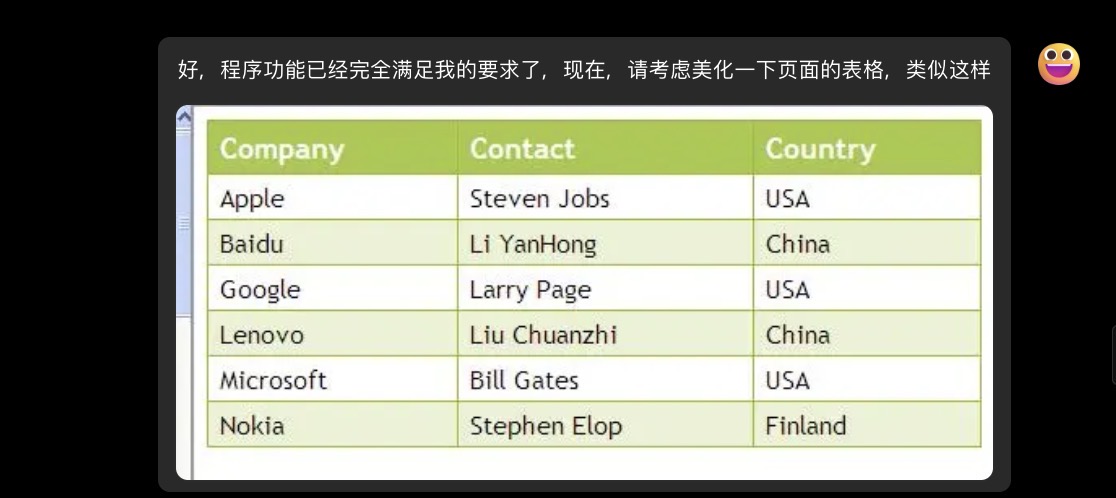 好，程序功能已经完全满足我的要求了，现在，请考虑美化一下页面的表格，类似这样
Company Contact Country
Apple Steven Jobs USA
Baidu Li YanHong China
Google Larry Page USA
Lenovo Liu Chuanzhi China
Microsoft Bill Gates USA
Nokia Stephen Elop Finland